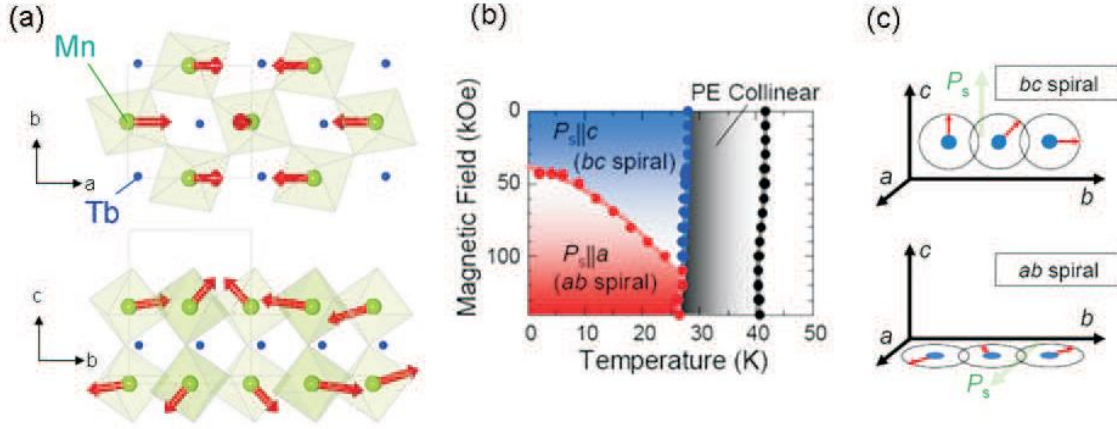 (a)
Mn
b
a
Tb
c
b
(b)
PE Collinear
0
50
100
Magnetic Field (kOe)
Ps||c
(bc spiral)
Ps||a
(ab spiral)
0 10 20 30 40 50
Temperature (K)
(c)
c
Ps
bc spiral
a
b
c
ab spiral
a
b
Ps